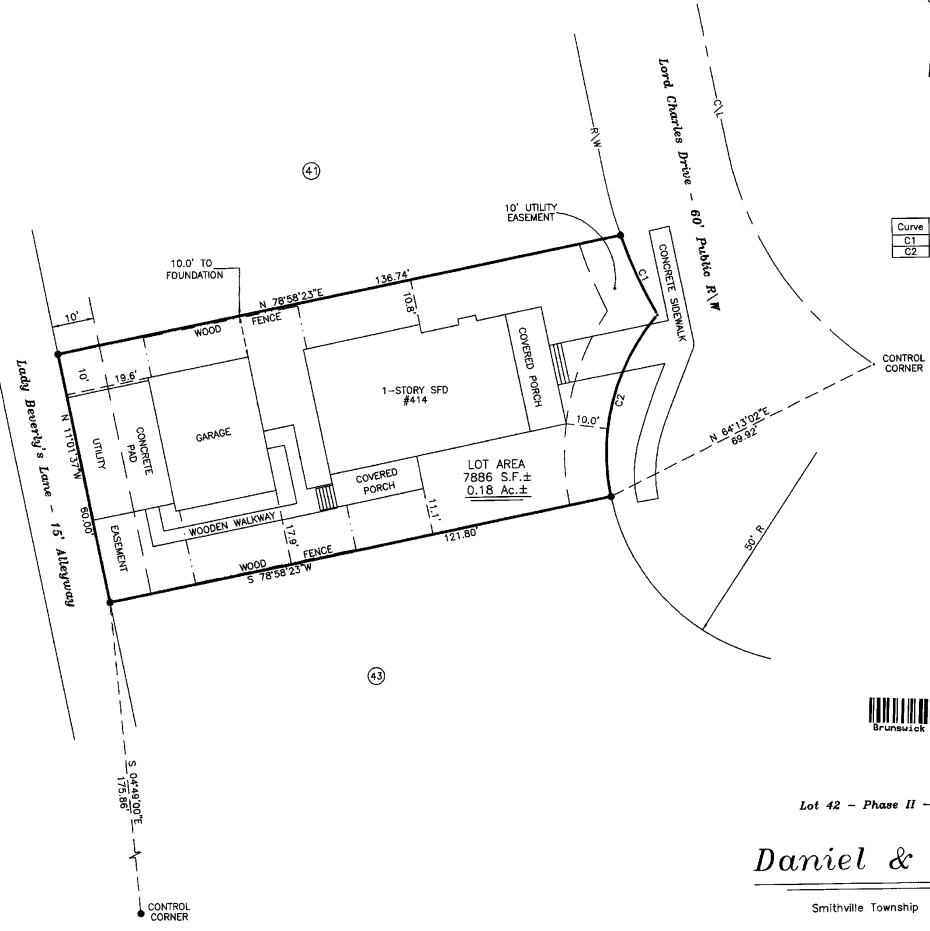 Lord Charles Drive - 60' Public R\W
C\L
R\W
41
10' UTILITY
EASEMENT
Curve
C1
C2
10.0' TO
FOUNDATION
136.74'
N 78°58'23"E
WOOD FENCE
10.8'
C1
CONCRETE SIDEWALK
10'
CONTROL
CORNER
Lady Beverly's Lane - 15' Alleyway
10'
19.6'
N 11°01'37"W
60.00'
UTILITY
EASEMENT
CONCRETE
PAD
GARAGE
1-STORY SFD
#414
COVERED PORCH
C2
10.0'
N 64°13'02"E
69.92'
LOT AREA
7886 S.F.±
0.18 Ac.±
COVERED
PORCH
11.1'
WOODEN WALKWAY
17.9'
WOOD FENCE
121.80'
S 78°58'23"W
50' R
43
S 04°49'00"E
175.86'
Brunswick
Lot 42 - Phase II -
Daniel &
Smithville Township
CONTROL
CORNER